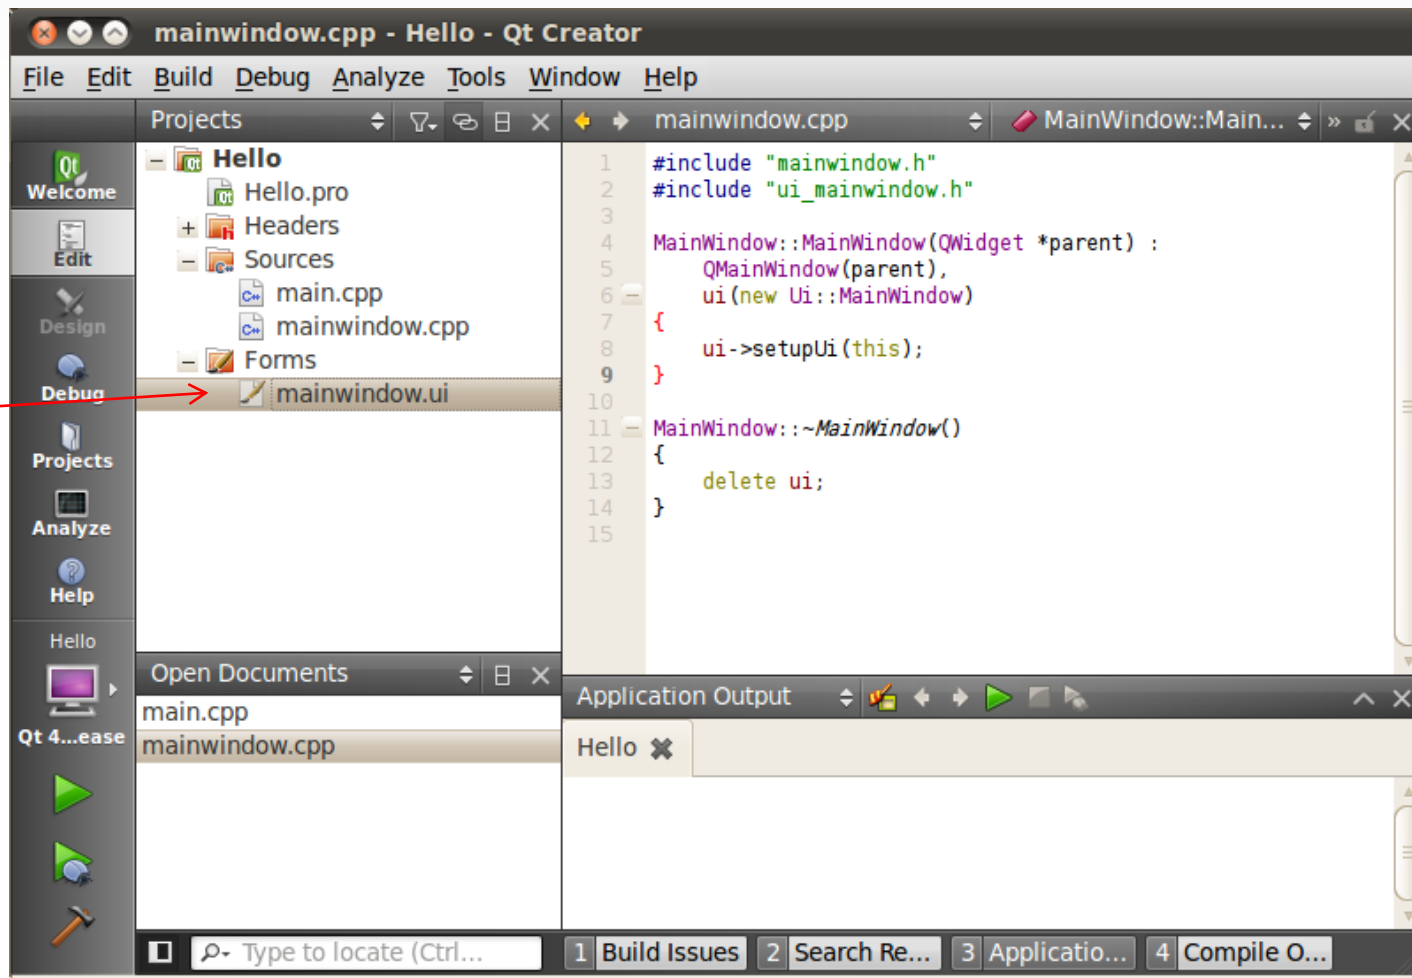 mainwindow.cpp - Hello - Qt Creator
File Edit Build Debug Analyze Tools Window Help
Projects
mainwindow.cpp
MainWindow::Main...
Welcome
Edit
Design
Debug
Projects
Analyze
Help
Hello
Qt 4...ease
Hello
Hello.pro
Headers
Sources
main.cpp
mainwindow.cpp
Forms
mainwindow.ui
1 #include "mainwindow.h"
2 #include "ui_mainwindow.h"
3
4 MainWindow::MainWindow(QWidget *parent) :
5     QMainWindow(parent),
6     ui(new Ui::MainWindow)
7 {
8     ui->setupUi(this);
9 }
10
11 MainWindow::~MainWindow()
12 {
13     delete ui;
14 }
15
Open Documents
main.cpp
mainwindow.cpp
Application Output
Hello
Type to locate (Ctrl...
1 Build Issues 2 Search Re... 3 Applicatio... 4 Compile O...